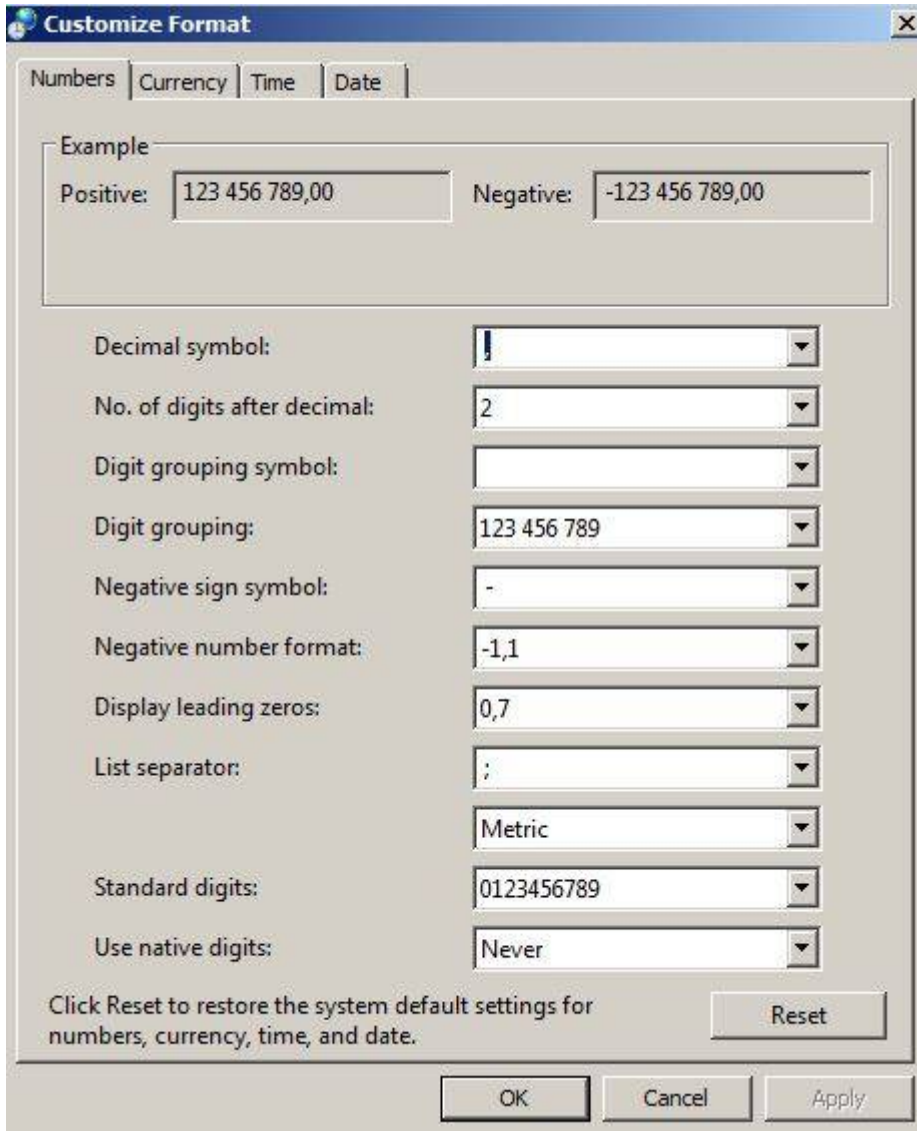 Customize Format
Numbers Currency Time Date
Example
Positive: 123 456 789,00 Negative: -123 456 789,00
Decimal symbol: ,
No. of digits after decimal: 2
Digit grouping symbol:
Digit grouping: 123 456 789
Negative sign symbol: -
Negative number format: -1,1
Display leading zeros: 0,7
List separator: ;
Metric
Standard digits: 0123456789
Use native digits: Never
Click Reset to restore the system default settings for
numbers, currency, time, and date.
Reset
OK Cancel Apply